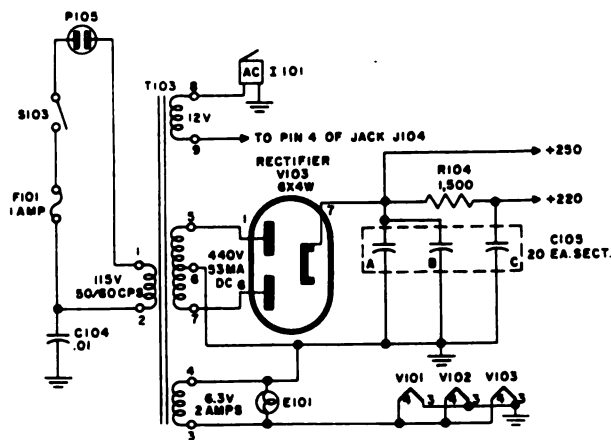 P105
S103
F101
1 AMP
C104
.01
1
115V
50/60CPS
2
T103
8
12V
9
AC
I 101
TO PIN 4 OF JACK J104
RECTIFIER
V103
6X4W
5
6
7
1
440V
53MA
DC
6
7
+250
R104
1,500
+220
A
B
C
C105
20 EA. SECT.
4
6.3V
2 AMPS
3
E101
V101
V102
V103
4
3
4
3
4
3